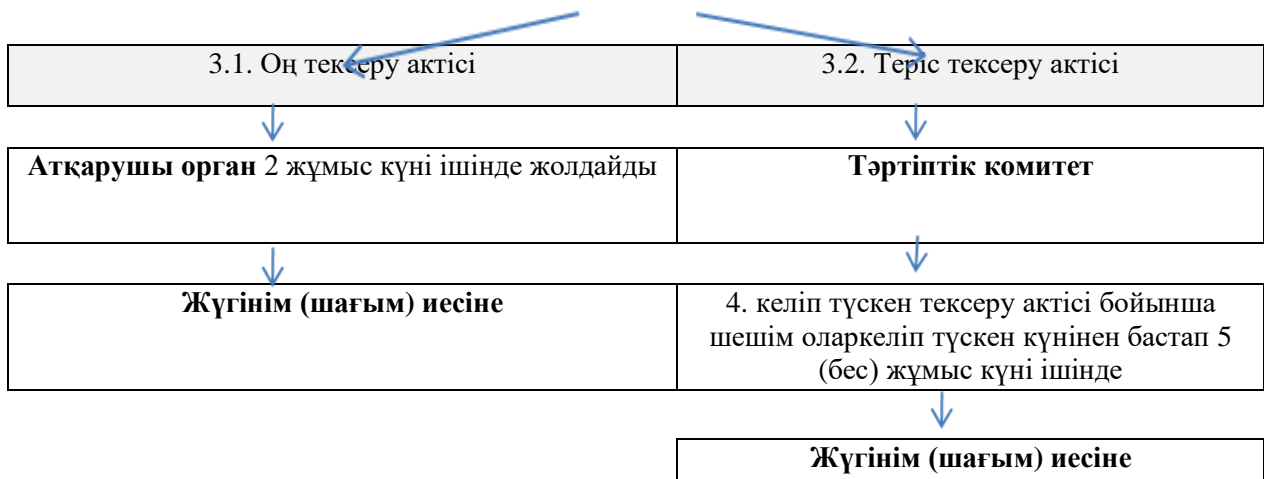 3.1. Оң тексеру актісі
3.2. Теріс тексеру актісі
Атқарушы орган 2 жұмыс күні ішінде жолдайды
Тәртіптік комитет
Жүгінім (шағым) иесіне
4. келіп түскен тексеру актісі бойынша
шешім оларкеліп түскен күнінен бастап 5
(бес) жұмыс күні ішінде
Жүгінім (шағым) иесіне